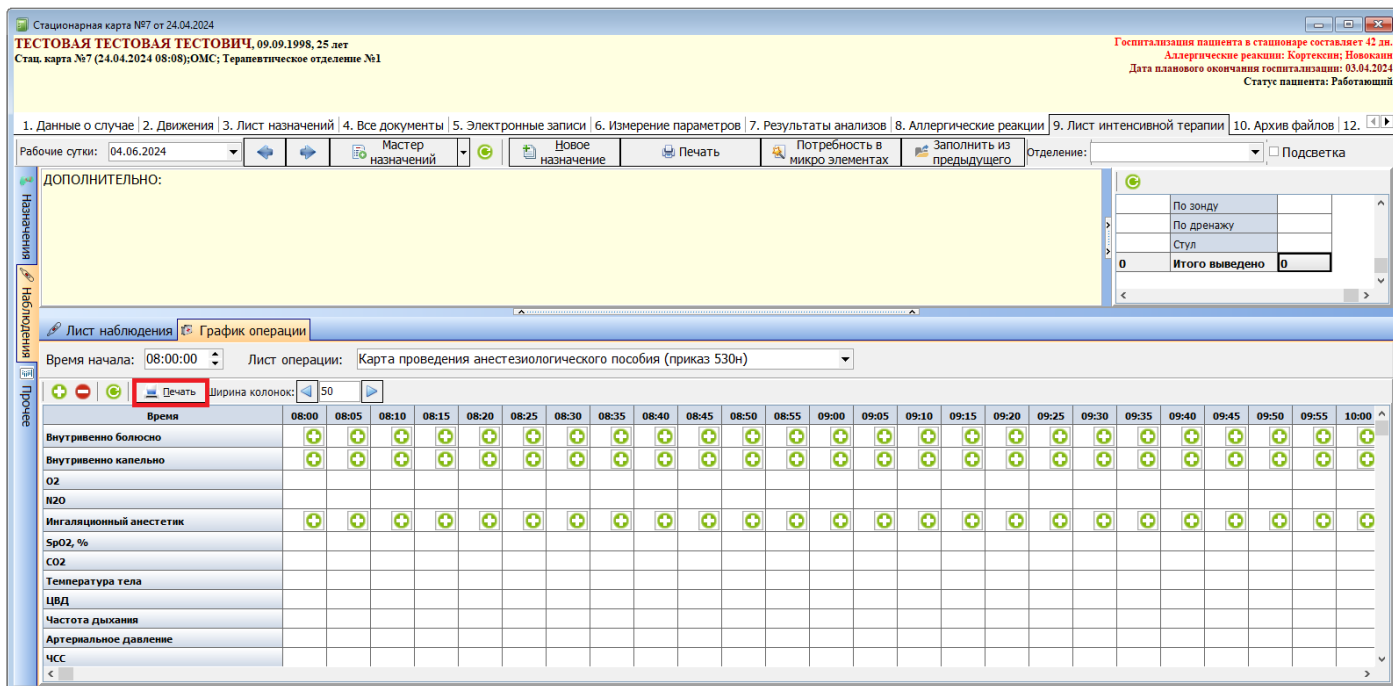 Стационарная карта №7 от 24.04.2024
ТЕСТОВАЯ ТЕСТОВАЯ ТЕСТОВИЧ, 09.09.1998, 25 лет
Стац. карта №7 (24.04.2024 08:08);ОМС; Терапевтическое отделение №1
Госпитализация пациента в стационаре составляет 42 дн.
Аллергические реакции: Кортексин; Новокаин
Дата планового окончания госпитализации: 03.04.2024
Статус пациента: Работающий
1. Данные о случае 2. Движения 3. Лист назначений 4. Все документы 5. Электронные записи 6. Измерение параметров 7. Результаты анализов 8. Аллергические реакции 9. Лист интенсивной терапии 10. Архив файлов 12.
Рабочие сутки: 04.06.2024 Мастер назначений Новое назначение Печать Потребность в микро элементах Заполнить из предыдущего Отделение: Подсветка
Назначения
Наблюдения
Прочее
ДОПОЛНИТЕЛЬНО:
По зонду
По дренажу
Стул
0 Итого выведено 0
Лист наблюдения График операции
Время начала: 08:00:00 Лист операции: Карта проведения анестезиологического пособия (приказ 530н)
Печать Ширина колонок: 50
Время 08:00 08:05 08:10 08:15 08:20 08:25 08:30 08:35 08:40 08:45 08:50 08:55 09:00 09:05 09:10 09:15 09:20 09:25 09:30 09:35 09:40 09:45 09:50 09:55 10:00
Внутривенно болюсно
Внутривенно капельно
O2
N2O
Ингаляционный анестетик
SpO2, %
CO2
Температура тела
ЦВД
Частота дыхания
Артериальное давление
ЧСС